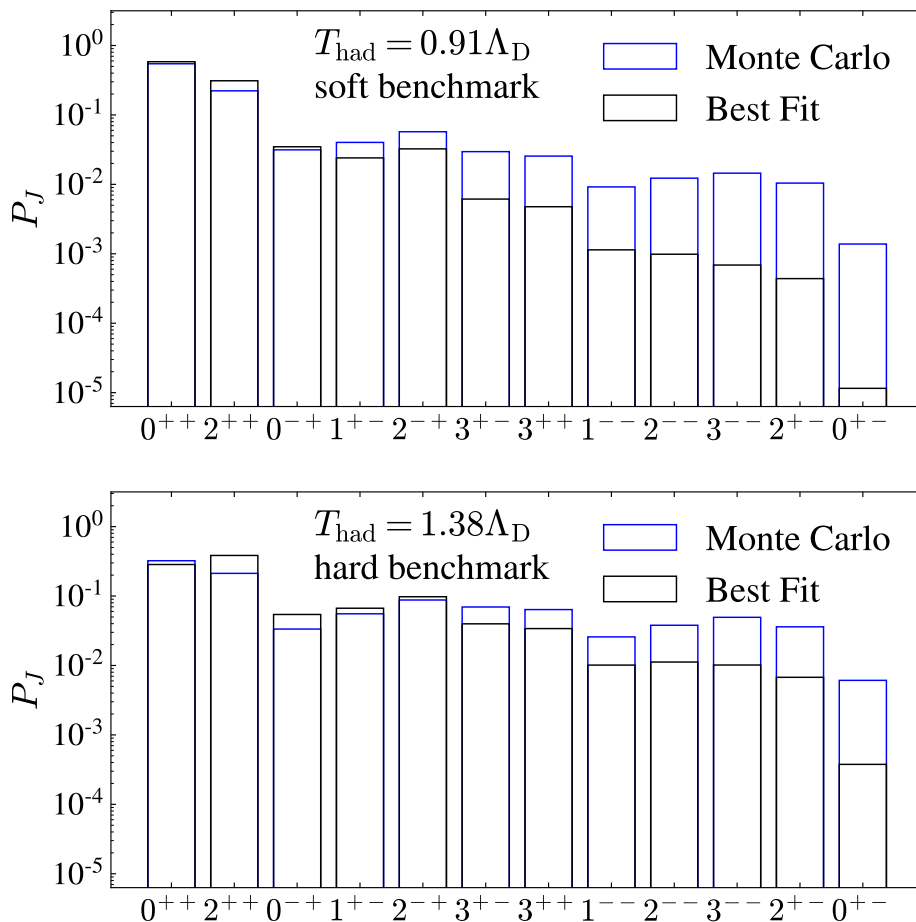 T_had = 0.91Λ_D
soft benchmark
Monte Carlo
Best Fit
P_J
10^0
10^-1
10^-2
10^-3
10^-4
10^-5
0^++ 2^++ 0^-+ 1^+- 2^-+ 3^+- 3^++ 1^-- 2^-- 3^-- 2^+- 0^+-
T_had = 1.38Λ_D
hard benchmark
Monte Carlo
Best Fit
P_J
10^0
10^-1
10^-2
10^-3
10^-4
10^-5
0^++ 2^++ 0^-+ 1^+- 2^-+ 3^+- 3^++ 1^-- 2^-- 3^-- 2^+- 0^+-